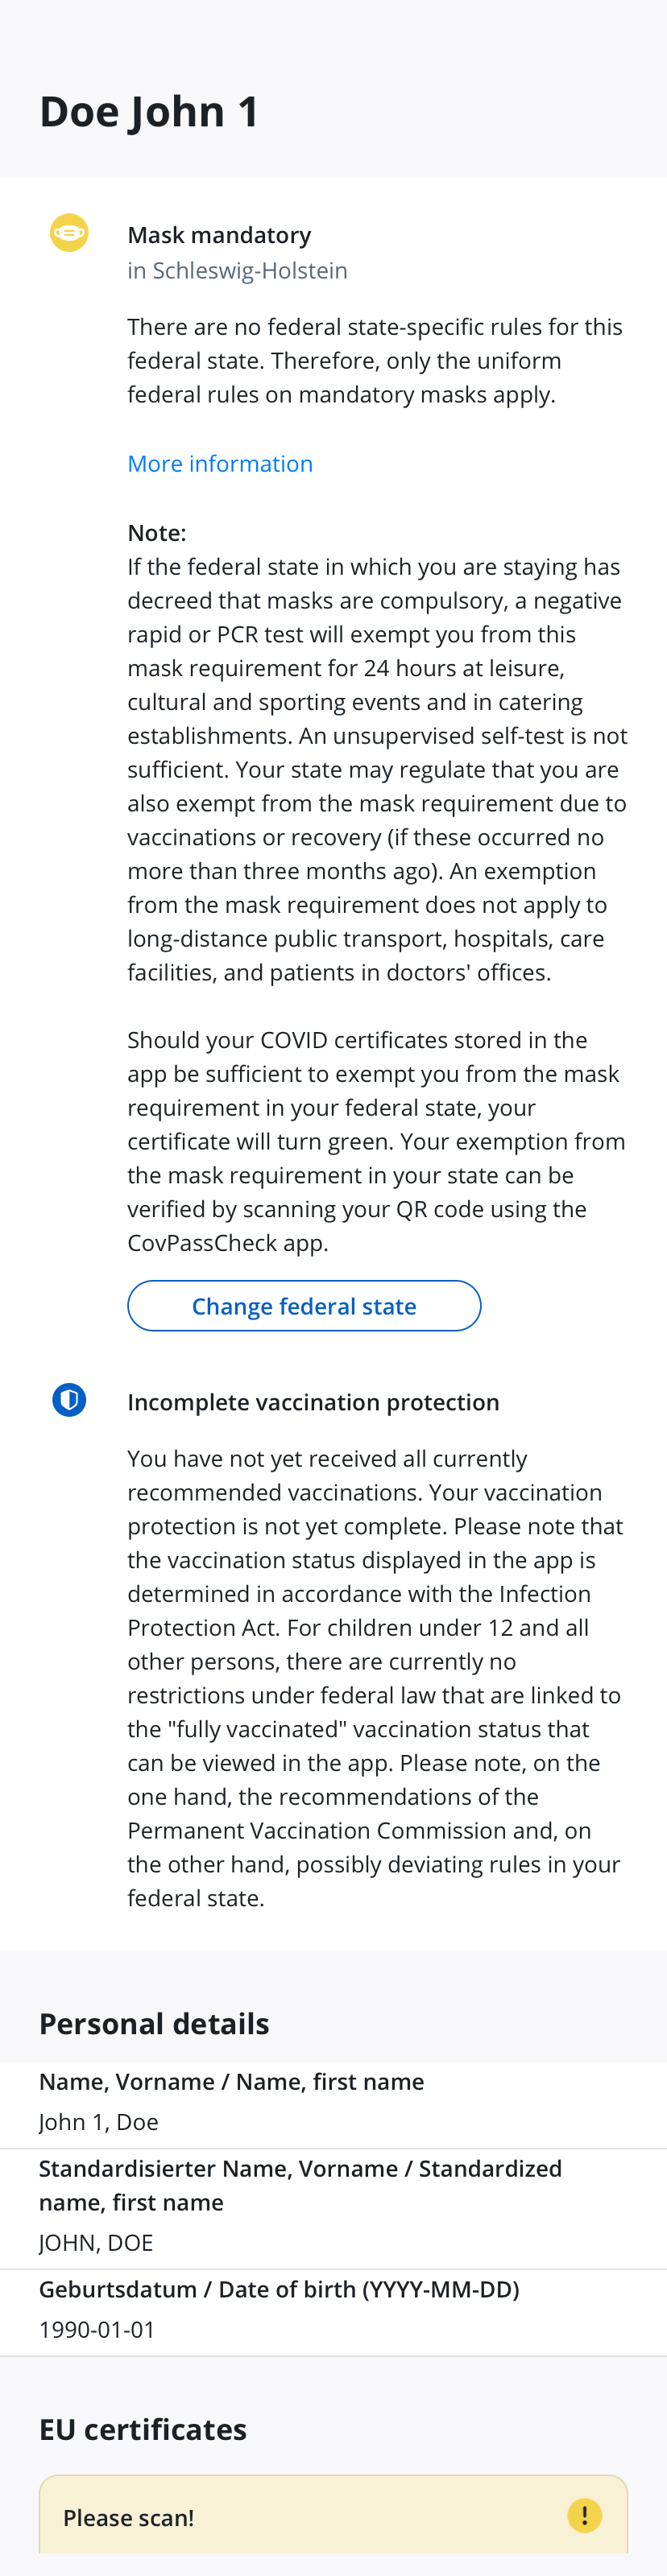 Doe John 1
Mask mandatory
in Schleswig-Holstein
There are no federal state-specific rules for this
federal state. Therefore, only the uniform
federal rules on mandatory masks apply.
More information
Note:
If the federal state in which you are staying has
decreed that masks are compulsory, a negative
rapid or PCR test will exempt you from this
mask requirement for 24 hours at leisure,
cultural and sporting events and in catering
establishments. An unsupervised self-test is not
sufficient. Your state may regulate that you are
also exempt from the mask requirement due to
vaccinations or recovery (if these occurred no
more than three months ago). An exemption
from the mask requirement does not apply to
long-distance public transport, hospitals, care
facilities, and patients in doctors' offices.
Should your COVID certificates stored in the
app be sufficient to exempt you from the mask
requirement in your federal state, your
certificate will turn green. Your exemption from
the mask requirement in your state can be
verified by scanning your QR code using the
CovPassCheck app.
Change federal state
Incomplete vaccination protection
You have not yet received all currently
recommended vaccinations. Your vaccination
protection is not yet complete. Please note that
the vaccination status displayed in the app is
determined in accordance with the Infection
Protection Act. For children under 12 and all
other persons, there are currently no
restrictions under federal law that are linked to
the "fully vaccinated" vaccination status that
can be viewed in the app. Please note, on the
one hand, the recommendations of the
Permanent Vaccination Commission and, on
the other hand, possibly deviating rules in your
federal state.
Personal details
Name, Vorname / Name, first name
John 1, Doe
Standardisierter Name, Vorname / Standardized
name, first name
JOHN, DOE
Geburtsdatum / Date of birth (YYYY-MM-DD)
1990-01-01
EU certificates
Please scan!